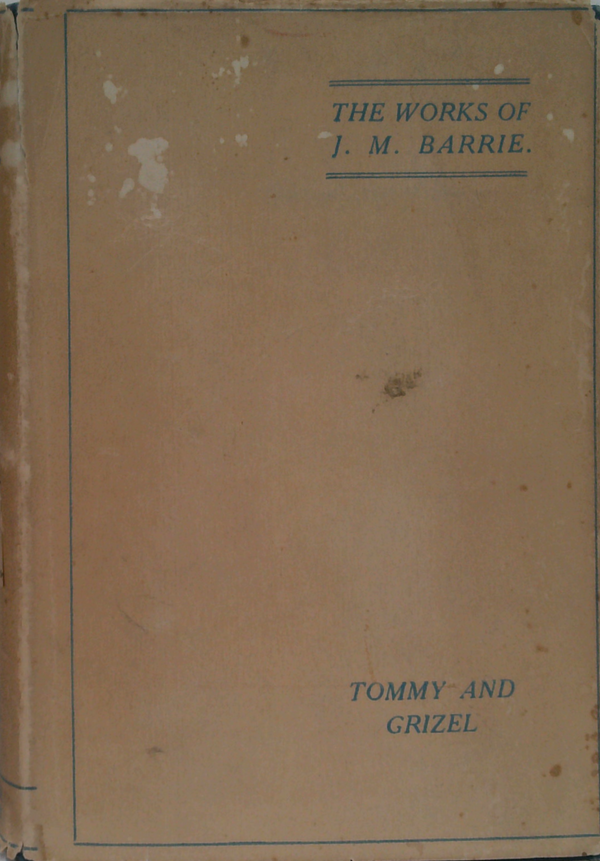 THE WORKS OF
J. M. BARRIE.
TOMMY AND
GRIZEL